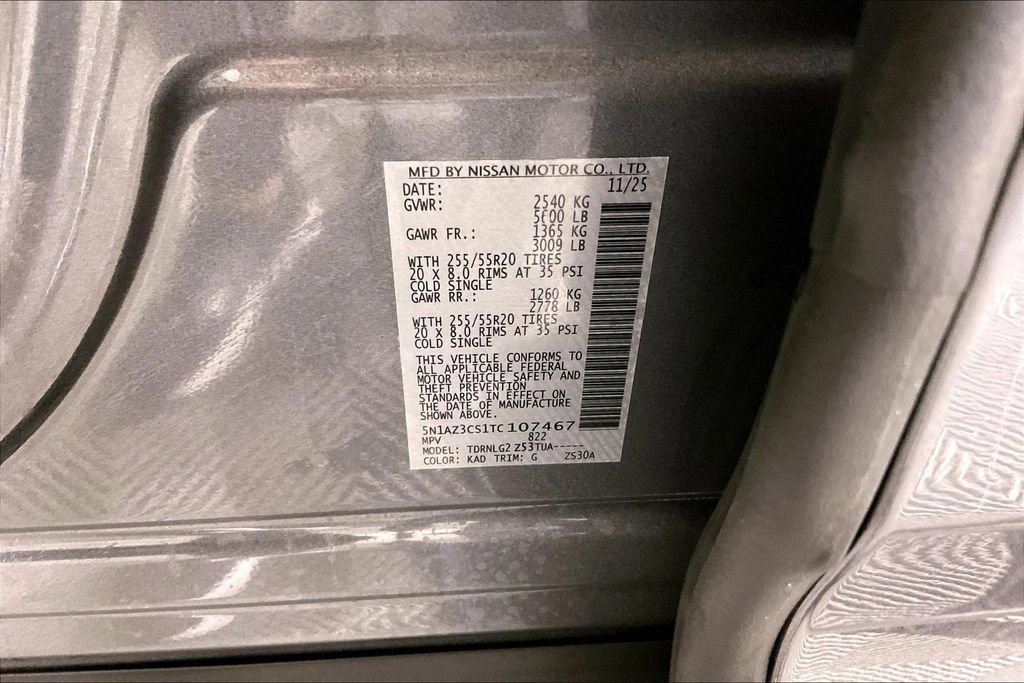 MFD BY NISSAN MOTOR CO., LTD.
DATE: 11/25
GVWR: 2540 KG
5600 LB
GAWR FR.: 1365 KG
3009 LB
WITH 255/55R20 TIRES
20 X 8.0 RIMS AT 35 PSI
COLD SINGLE
GAWR RR.: 1260 KG
2778 LB
WITH 255/55R20 TIRES
20 X 8.0 RIMS AT 35 PSI
COLD SINGLE
THIS VEHICLE CONFORMS TO
ALL APPLICABLE FEDERAL
MOTOR VEHICLE SAFETY AND
THEFT PREVENTION
STANDARDS IN EFFECT ON
THE DATE OF MANUFACTURE
SHOWN ABOVE.
5N1AZ3CS1TC107467
MPV 822
MODEL: TDRNLG2 Z53TUA-----
COLOR: KAD TRIM: G ZS30A